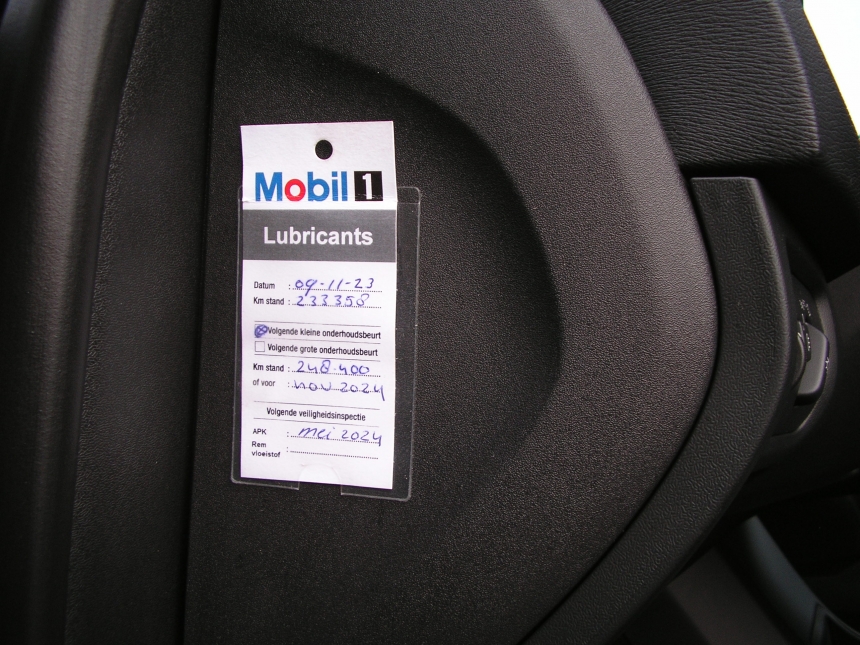 Mobil 1
Lubricants
Datum : 09-11-23
Km stand : 233358
Volgende kleine onderhoudsbeurt
Volgende grote onderhoudsbeurt
Km stand : 248.400
of voor : nov 2024
Volgende veiligheidsinspectie
APK : mei 2024
Rem
vloeistof :